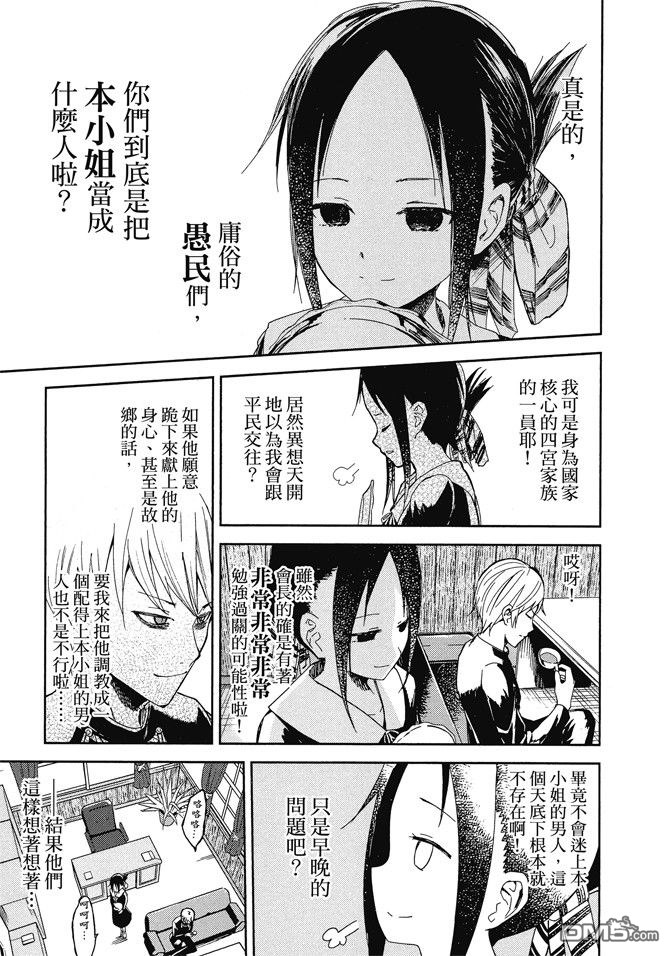 真是的，
你們到底是把
本小姐當成
什麼人啦？
庸俗的
愚民們，
我可是身為國家
核心的四宮家族
的一員耶！
居然異想天開
地以為我會跟
平民交往？
如果他願意
跪下來獻上他的
身心、甚至是故
鄉的話，
哎呀！
雖然
會長的確是有著
非常非常非常
勉強過關的可能性啦！
要我來把他調教成一
個配得上本小姐的男
人也不是不行啦……
畢竟不會迷上本
小姐的男人，這
個天底下根本就
不存在啊！
只是早晚的
問題吧？
咯咯咯…
呵呵呵…
——結果他們
這樣想著想著…
DM5.com